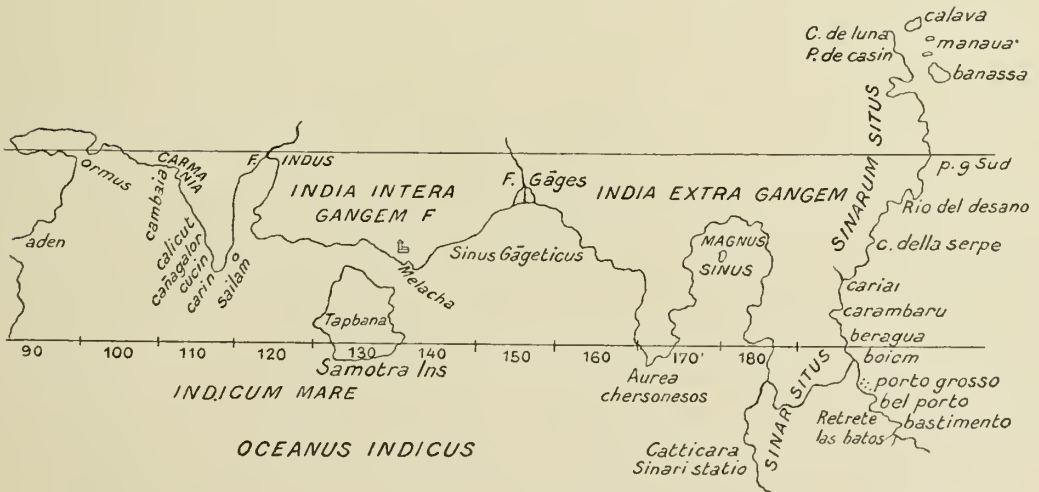 C. de luna
P. de casin
calava
manaua
banassa
SINARUM SITUS
p. g Sud
Rio del desano
c. della serpe
cariai
carambaru
beragua
boicm
porto grosso
bel porto
bastimento
Retrete
las batos
ormus
aden
CARMA
NIA
cambaia
calicut
cañagalor
cucin
carin
Sailam
F. INDUS
INDIA INTERA
GANGEM F
F. Gāges
Sinus Gāgeticus
INDIA EXTRA GANGEM
MAGNUS
SINUS
Melacha
Tapbana
90 100 110 120 130 140 150 160 170' 180
Samotra Ins
Aurea
chersonesos
INDICUM MARE
OCEANUS INDICUS
Catticara
Sinari statio
SINAR SITUS